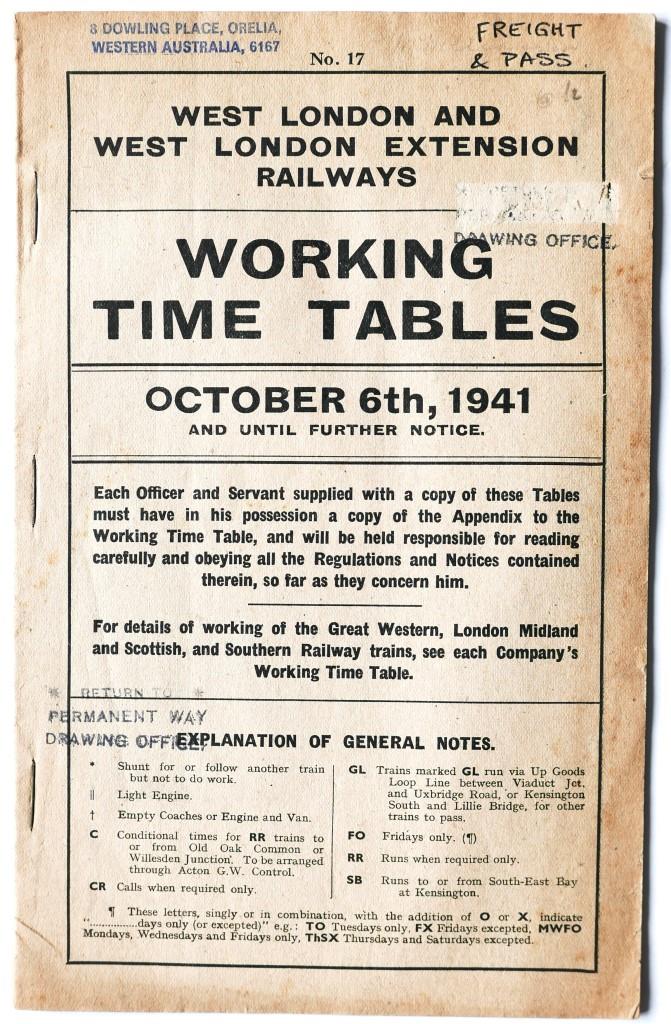 8 DOWLING PLACE, ORELIA,
WESTERN AUSTRALIA, 6167
FREIGHT
& PASS.
No. 17
WEST LONDON AND
WEST LONDON EXTENSION
RAILWAYS
DRAWING OFFICE.
WORKING
TIME TABLES
OCTOBER 6th, 1941
AND UNTIL FURTHER NOTICE.
Each Officer and Servant supplied with a copy of these Tables
must have in his possession a copy of the Appendix to the
Working Time Table, and will be held responsible for reading
carefully and obeying all the Regulations and Notices contained
therein, so far as they concern him.
For details of working of the Great Western, London Midland
and Scottish, and Southern Railway trains, see each Company's
Working Time Table.
* RETURN TO *
PERMANENT WAY
DRAWING OFFICE,
EXPLANATION OF GENERAL NOTES.
* Shunt for or follow another train
but not to do work.
|| Light Engine.
† Empty Coaches or Engine and Van.
C Conditional times for RR trains to
or from Old Oak Common or
Willesden Junction. To be arranged
through Acton G.W. Control.
CR Calls when required only.
GL Trains marked GL run via Up Goods
Loop Line between Viaduct Jct.
and Uxbridge Road, or Kensington
South and Lillie Bridge, for other
trains to pass.
FO Fridays only. (¶)
RR Runs when required only.
SB Runs to or from South-East Bay
at Kensington.
¶ These letters, singly or in combination, with the addition of O or X, indicate
"................days only (or excepted)" e.g.: TO Tuesdays only, FX Fridays excepted, MWFO
Mondays, Wednesdays and Fridays only, ThSX Thursdays and Saturdays excepted.